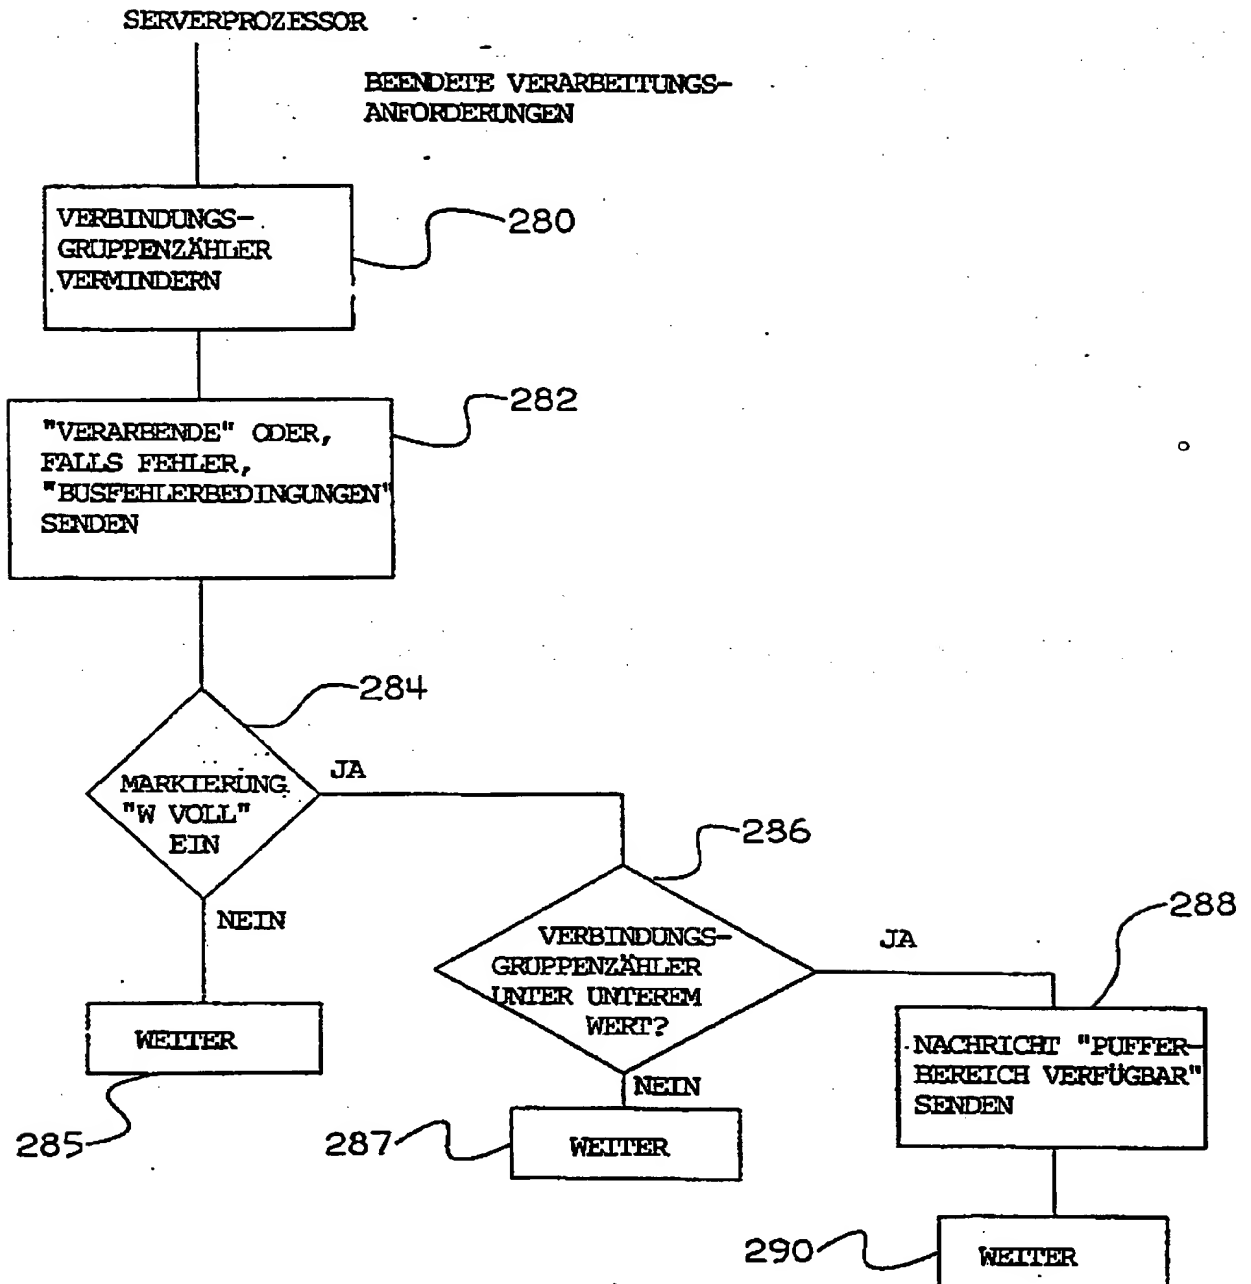 SERVERPROZESSOR
BEENDETE VERARBEITUNGS-
ANFORDERUNGEN
VERBINDUNGS-
GRUPPENZÄHLER
VERMINDERN
280
"VERARBENDE" ODER,
FALLS FEHLER,
"BUSFEHLERBEDINGUNGEN"
SENDEN
282
284
MARKIERUNG
"W VOLL"
EIN
JA
NEIN
286
VERBINDUNGS-
GRUPPENZÄHLER
UNTER UNTEREM
WERT?
JA
288
WEITER
285
NEIN
287
WEITER
NACHRICHT "PUFFER-
BEREICH VERFÜGBAR"
SENDEN
290
WEITER